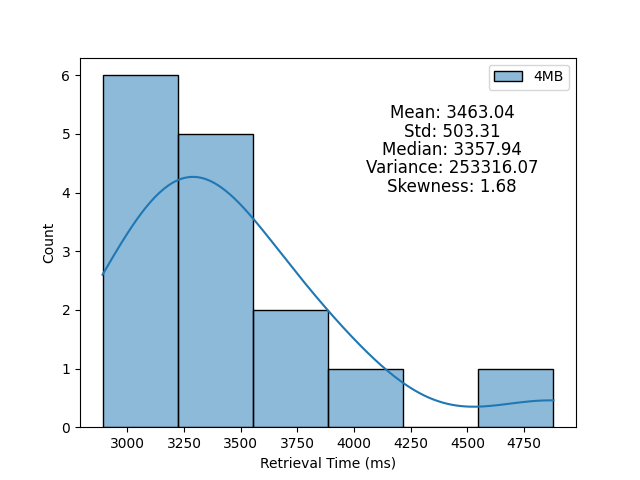 4MB
Mean: 3463.04
Std: 503.31
Median: 3357.94
Variance: 253316.07
Skewness: 1.68
Count
6
5
4
3
2
1
0
3000 3250 3500 3750 4000 4250 4500 4750
Retrieval Time (ms)